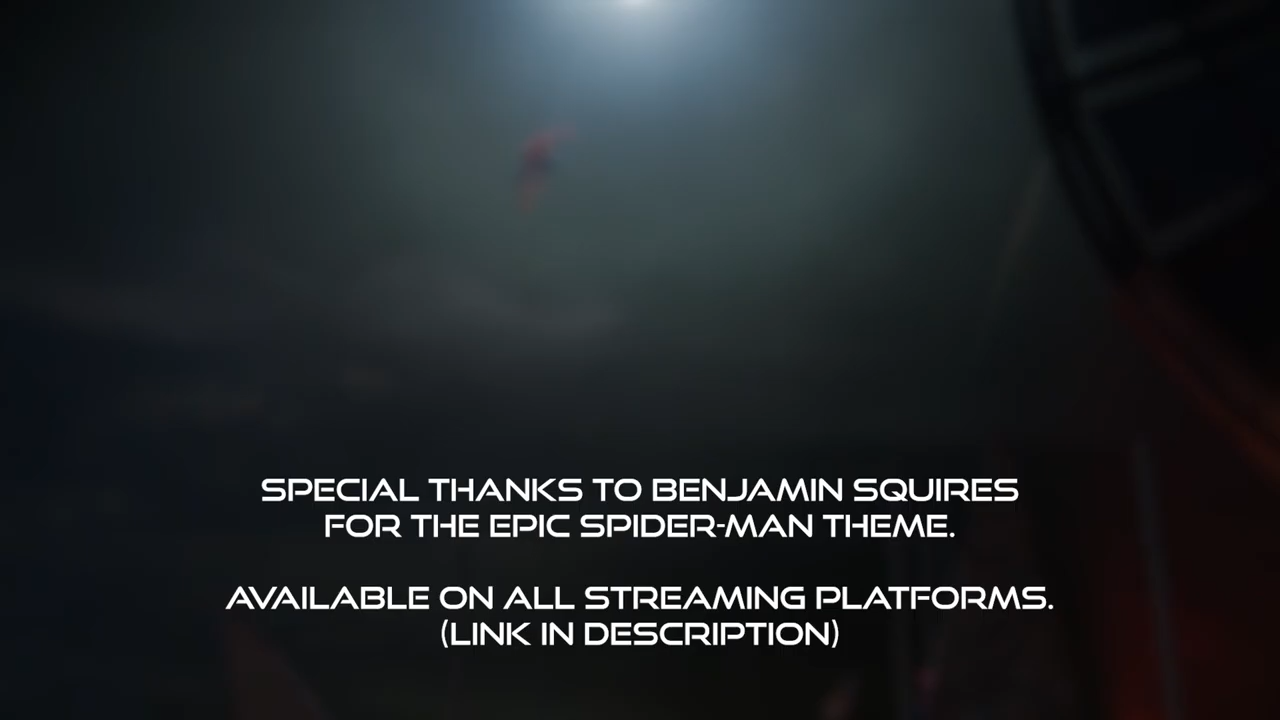 SPECIAL THANKS TO BENJAMIN SQUIRES
FOR THE EPIC SPIDER-MAN THEME.
AVAILABLE ON ALL STREAMING PLATFORMS.
(LINK IN DESCRIPTION)